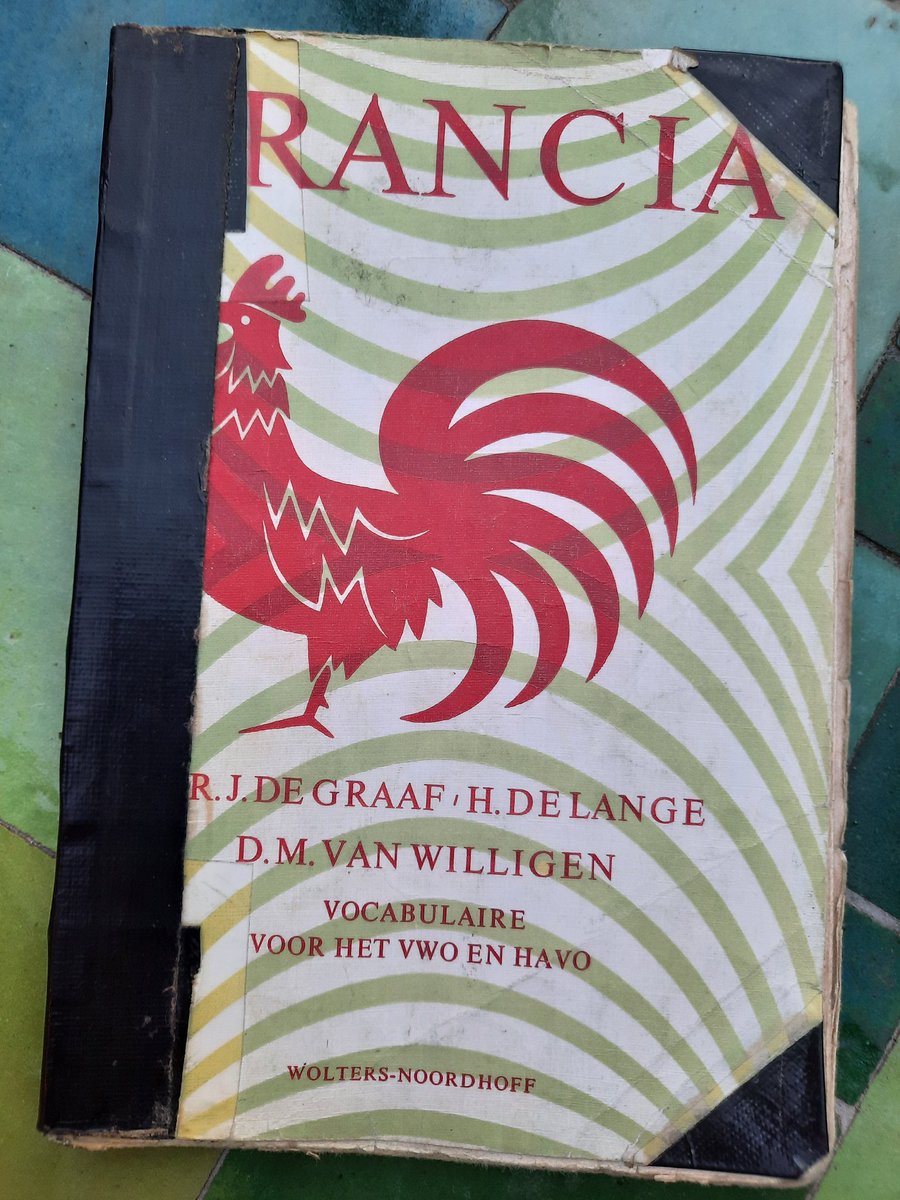 RANCIA
R. J. DE GRAAF / H. DE LANGE
D. M. VAN WILLIGEN
VOCABULAIRE
VOOR HET VWO EN HAVO
WOLTERS-NOORDHOFF